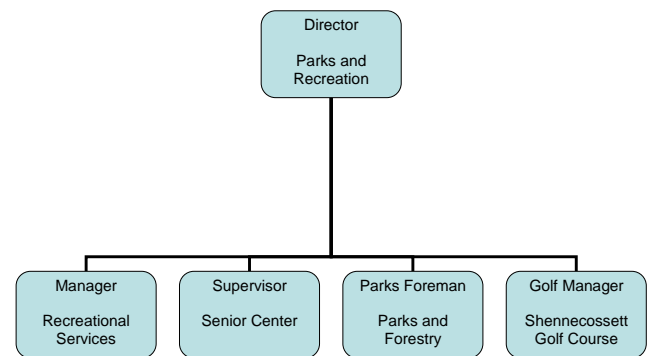 Director
Parks and
Recreation
Manager
Recreational
Services
Supervisor
Senior Center
Parks Foreman
Parks and
Forestry
Golf Manager
Shennecossett
Golf Course